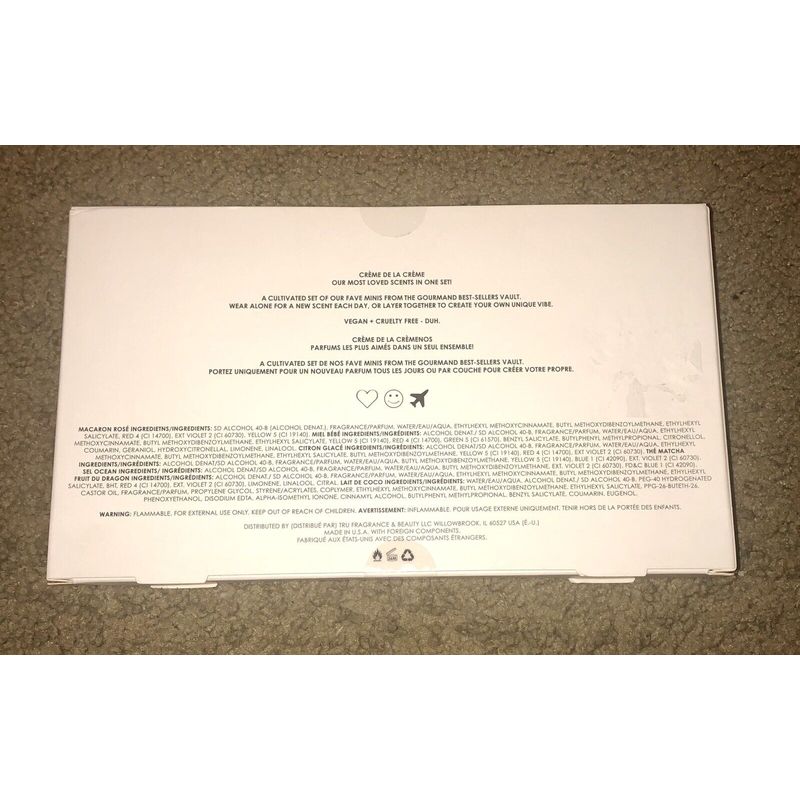 CRÈME DE LA CRÈME
OUR MOST LOVED SCENTS IN ONE SET!
A CULTIVATED SET OF OUR FAVE MINIS FROM THE GOURMAND BEST-SELLERS VAULT.
WEAR ALONE FOR A NEW SCENT EACH DAY, OR LAYER TOGETHER TO CREATE YOUR OWN UNIQUE VIBE.
VEGAN + CRUELTY FREE - DUH.
CRÈME DE LA CRÈMENOS
PARFUMS LES PLUS AIMÉS DANS UN SEUL ENSEMBLE!
A CULTIVATED SET DE NOS FAVE MINIS FROM THE GOURMAND BEST-SELLERS VAULT.
PORTEZ UNIQUEMENT POUR UN NOUVEAU PARFUM TOUS LES JOURS OU PAR COUCHE POUR CRÉER VOTRE PROPRE.
MACARON ROSÉ INGREDIETNS/INGREDIENTS: SD ALCOHOL 40-B (ALCOHOL DENAT.), FRAGRANCE/PARFUM, WATER/EAU/AQUA, ETHYLHEXYL METHOXYCINNAMATE, BUTYL METHOXYDIBENZOYLMETHANE, ETHYLHEXYL
SALICYLATE, RED 4 (CI 14700), EXT VIOLET 2 (CI 60730), YELLOW 5 (CI 19140). MIEL BÉBÉ INGREDIENTS/INGRÉDIENTS: ALCOHOL DENAT./ SD ALCOHOL 40-B, FRAGRANCE/PARFUM, WATER/EAU/AQUA, ETHYLHEXYL
METHOXYCINNAMATE, BUTYL METHOXYDIBENZOYLMETHANE, ETHYLHEXYL SALICYLATE, YELLOW 5 (CI 19140), RED 4 (CI 14700), GREEN 5 (CI 61570), BENZYL SALICYLATE, BUTYLPHENYL METHYLPROPIONAL, CITRONELLOL,
COUMARIN, GERANIOL, HYDROXYCITRONELLAL, LIMONENE, LINALOOL. CITRON GLACÉ INGREDIENTS/INGRÉDIENTS: ALCOHOL DENAT./ SD ALCOHOL 40-B, FRAGRANCE/PARFUM, WATER/EAU/AQUA, ETHYLHEXYL
METHOXYCINNAMATE, BUTYL METHOXYDIBENZOYLMETHANE, ETHYLHEXYL SALICYLATE, YELLOW 5 (CI 19140), RED 4 (CI 14700), EXT VIOLET 2 (CI 60730). THÉ MATCHA
INGREDIENTS/INGRÉDIENTS: ALCOHOL DENAT/SD ALCOHOL 40-B, FRAGRANCE/PARFUM, WATER/EAU/AQUA, BUTYL METHOXYDIBENZOYLMETHANE, YELLOW 5 (CI 19140), BLUE 1 (CI 42090), EXT. VIOLET 2 (CI 60730).
SEL OCEAN INGREDIENTS/ INGRÉDIENTS: ALCOHOL DENAT/SD ALCOHOL 40-B, FRAGRANCE/PARFUM, WATER/EAU/AQUA, BUTYL METHOXYDIBENZOYLMETHANE, EXT. VIOLET 2 (CI 60730), FD&C BLUE 1 (CI 42090).
FRUIT DU DRAGON INGREDIENTS/ INGRÉDIENTS: ALCOHOL DENAT/SD ALCOHOL 40-B, FRAGRANCE/PARFUM, WATER/EAU/AQUA, ETHYLHEXYL METHOXYCINNAMATE, BUTYL METHOXYDIBENZOYLMETHANE, ETHYLHEXYL
SALICYLATE, BHT, RED 4 (CI 14700), EXT. VIOLET 2 (CI 60730), LIMONENE, LINALOOL, CITRAL. LAIT DE COCO INGREDIENTS/INGRÉDIENTS: WATER/EAU/AQUA, ALCOHOL DENAT./ SD ALCOHOL 40-B, PEG-40 HYDROGENATED
CASTOR OIL, FRAGRANCE/PARFUM, PROPYLENE GLYCOL, STYRENE/ACRYLATES, COPLYMER, ETHYLHEXYL METHOXYCINNAMATE, BUTYL METHOXYDIBENZOYLMETHANE, ETHYLHEXYL SALICYLATE, PPG-26-BUTETH-26,
PHENOXYETHANOL, DISODIUM EDTA, ALPHA-ISOMETHYL IONONE, CINNAMYL ALCOHOL, BUTYLPHENYL METHYLPROPIONAL, BENZYL SALICYLATE, COUMARIN, EUGENOL.
WARNING: FLAMMABLE, FOR EXTERNAL USE ONLY, KEEP OUT OF REACH OF CHILDREN. AVERTISSEMENT: INFLAMMABLE. POUR USAGE EXTERNE UNIQUEMENT. TENIR HORS DE LA PORTÉE DES ENFANTS.
DISTRIBUTED BY (DISTRIBUÉ PAR) TRU FRAGRANCE & BEAUTY LLC WILLOWBROOK, IL 60527 USA (É.-U.)
MADE IN U.S.A. WITH FOREIGN COMPONENTS.
FABRIQUÉ AUX ÉTATS-UNIS AVEC DES COMPOSANTS ÉTRANGERS.